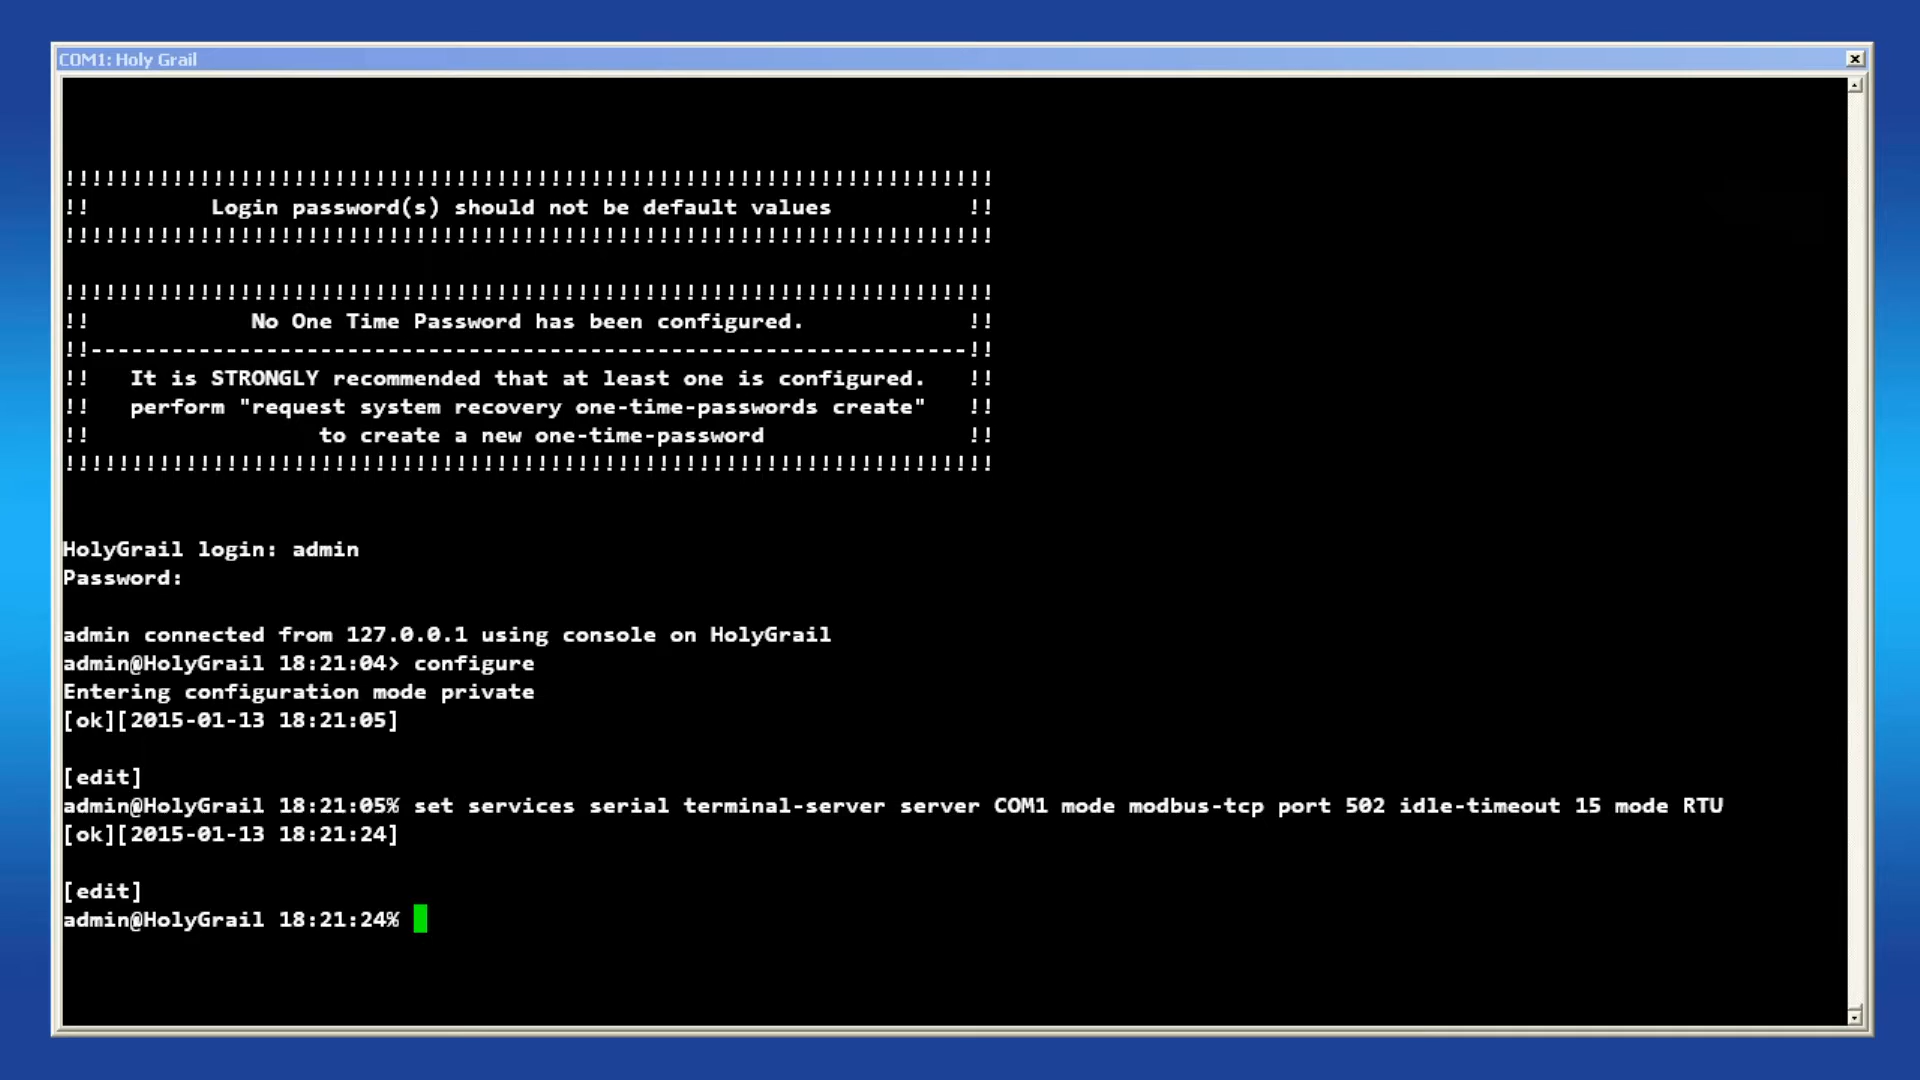 COM1: Holy Grail
!!!!!!!!!!!!!!!!!!!!!!!!!!!!!!!!!!!!!!!!!!!!!!!!!!!!!!!!!!!!!!!!!!!!!
!!         Login password(s) should not be default values          !!
!!!!!!!!!!!!!!!!!!!!!!!!!!!!!!!!!!!!!!!!!!!!!!!!!!!!!!!!!!!!!!!!!!!!!
!!!!!!!!!!!!!!!!!!!!!!!!!!!!!!!!!!!!!!!!!!!!!!!!!!!!!!!!!!!!!!!!!!!!!
!!            No One Time Password has been configured.            !!
!!-----------------------------------------------------------------!!
!!   It is STRONGLY recommended that at least one is configured.   !!
!!   perform "request system recovery one-time-passwords create"   !!
!!                 to create a new one-time-password               !!
!!!!!!!!!!!!!!!!!!!!!!!!!!!!!!!!!!!!!!!!!!!!!!!!!!!!!!!!!!!!!!!!!!!!!
HolyGrail login: admin
Password:
admin connected from 127.0.0.1 using console on HolyGrail
admin@HolyGrail 18:21:04> configure
Entering configuration mode private
[ok][2015-01-13 18:21:05]
[edit]
admin@HolyGrail 18:21:05% set services serial terminal-server server COM1 mode modbus-tcp port 502 idle-timeout 15 mode RTU
[ok][2015-01-13 18:21:24]
[edit]
admin@HolyGrail 18:21:24%